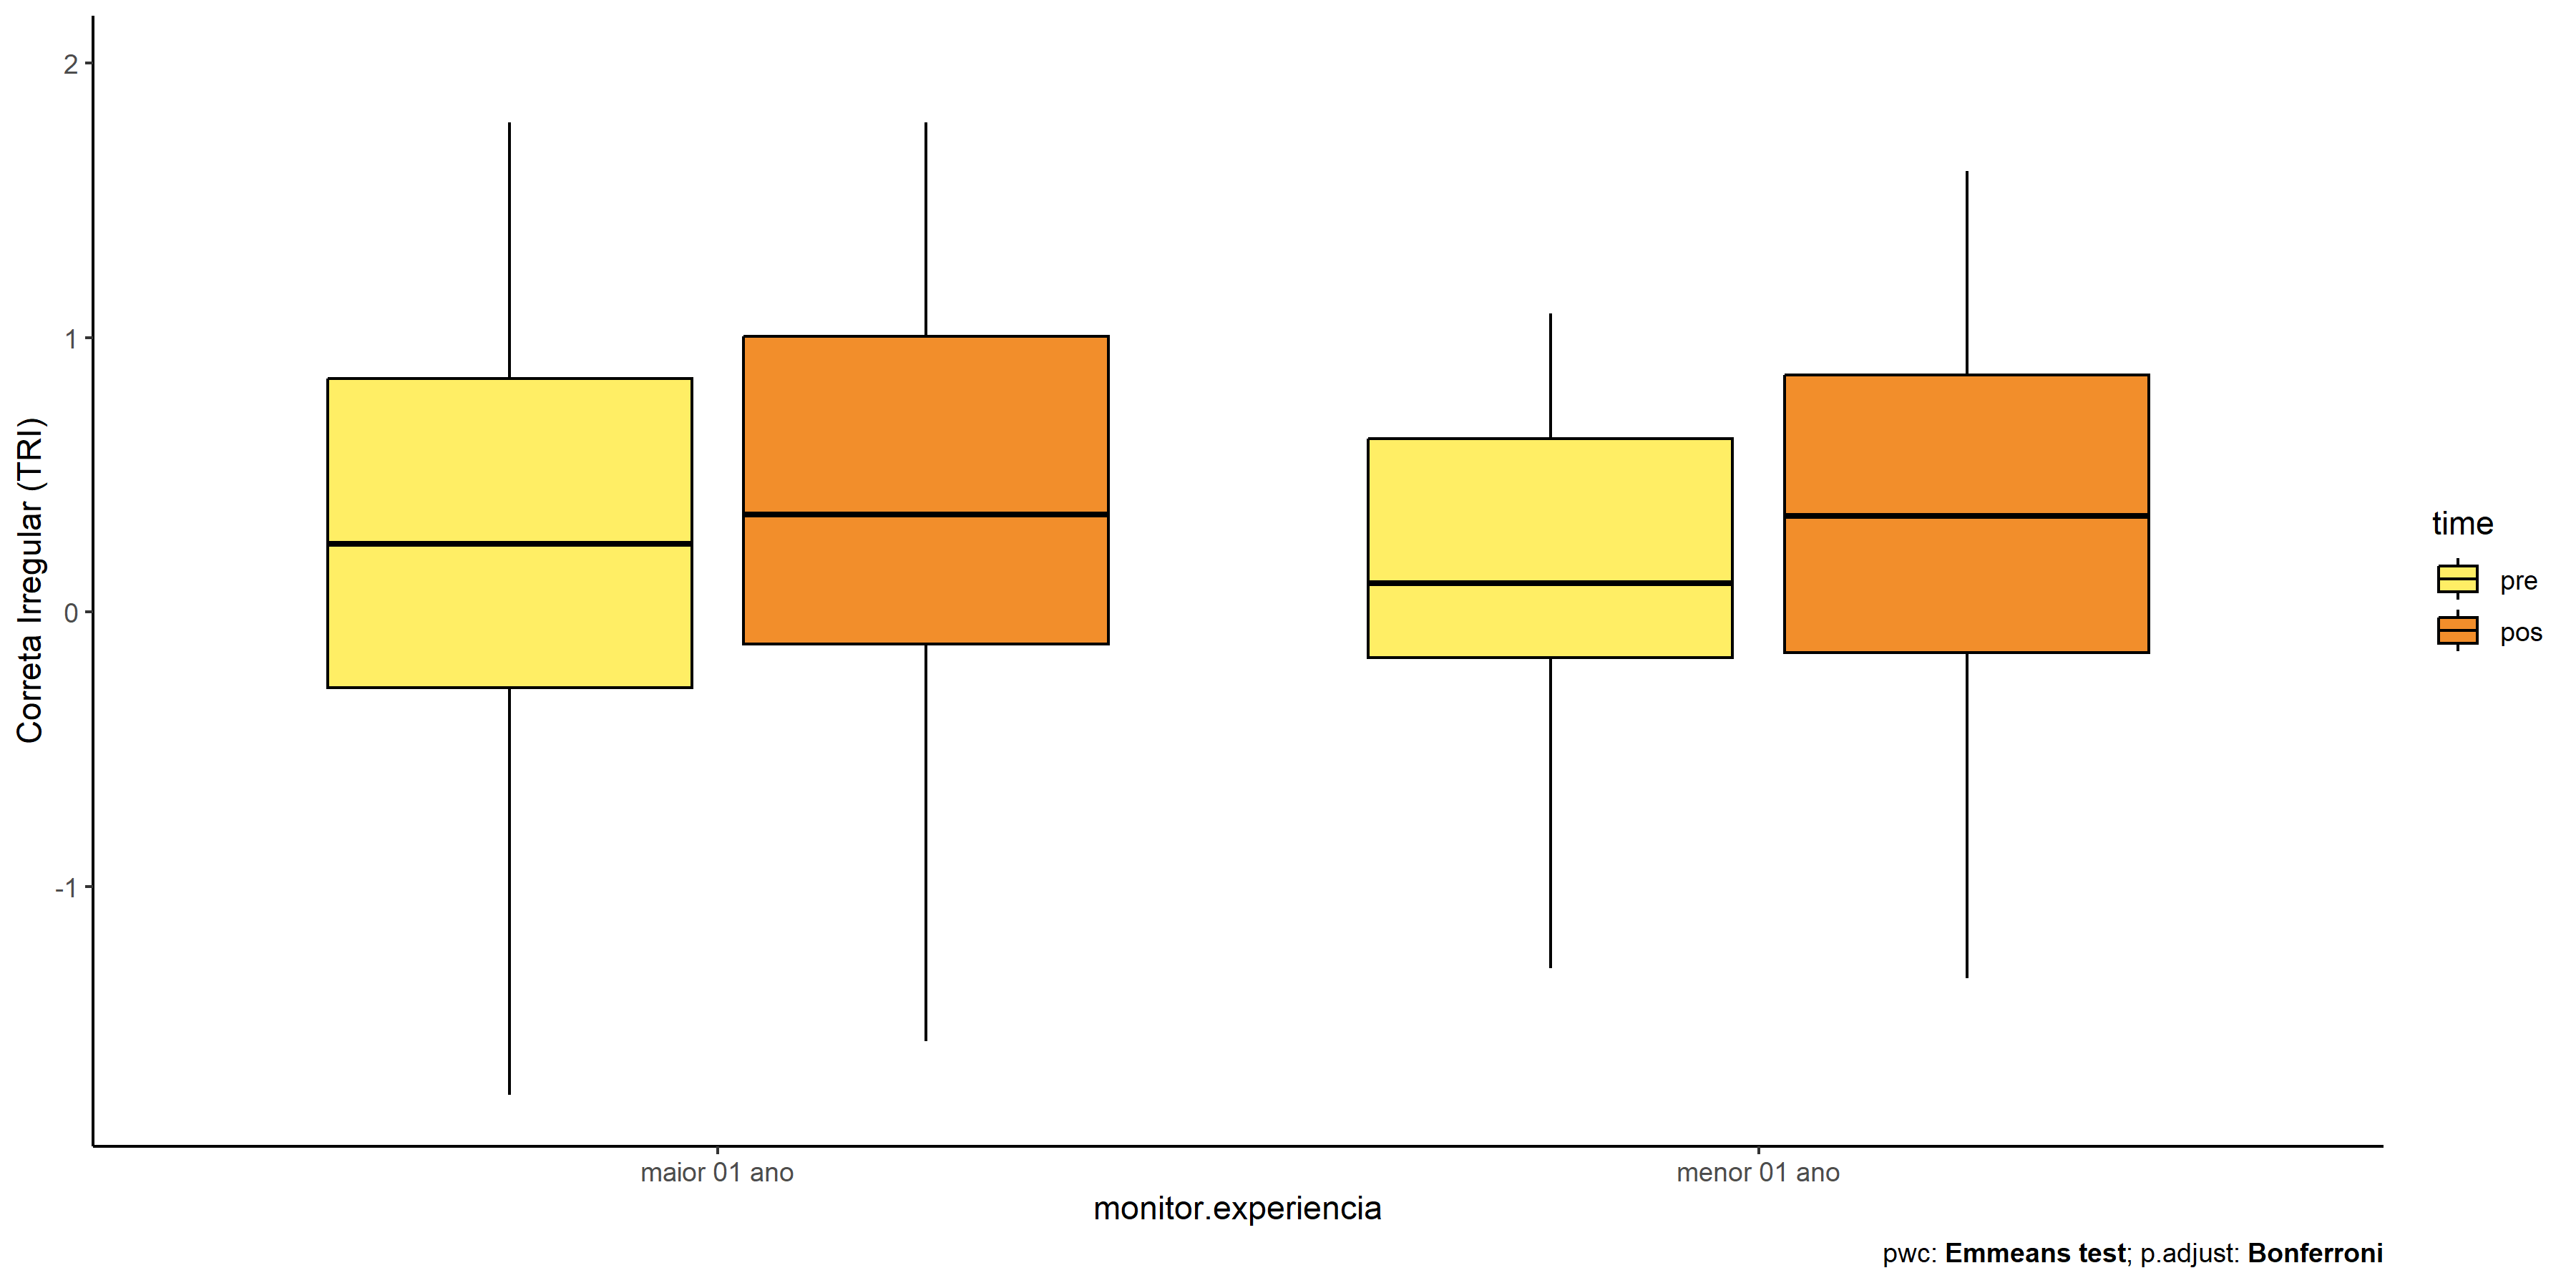 Correta Irregular (TRI)
2
1
0
-1
maior 01 ano
menor 01 ano
monitor.experiencia
time
pre
pos
pwc: Emmeans test; p.adjust: Bonferroni